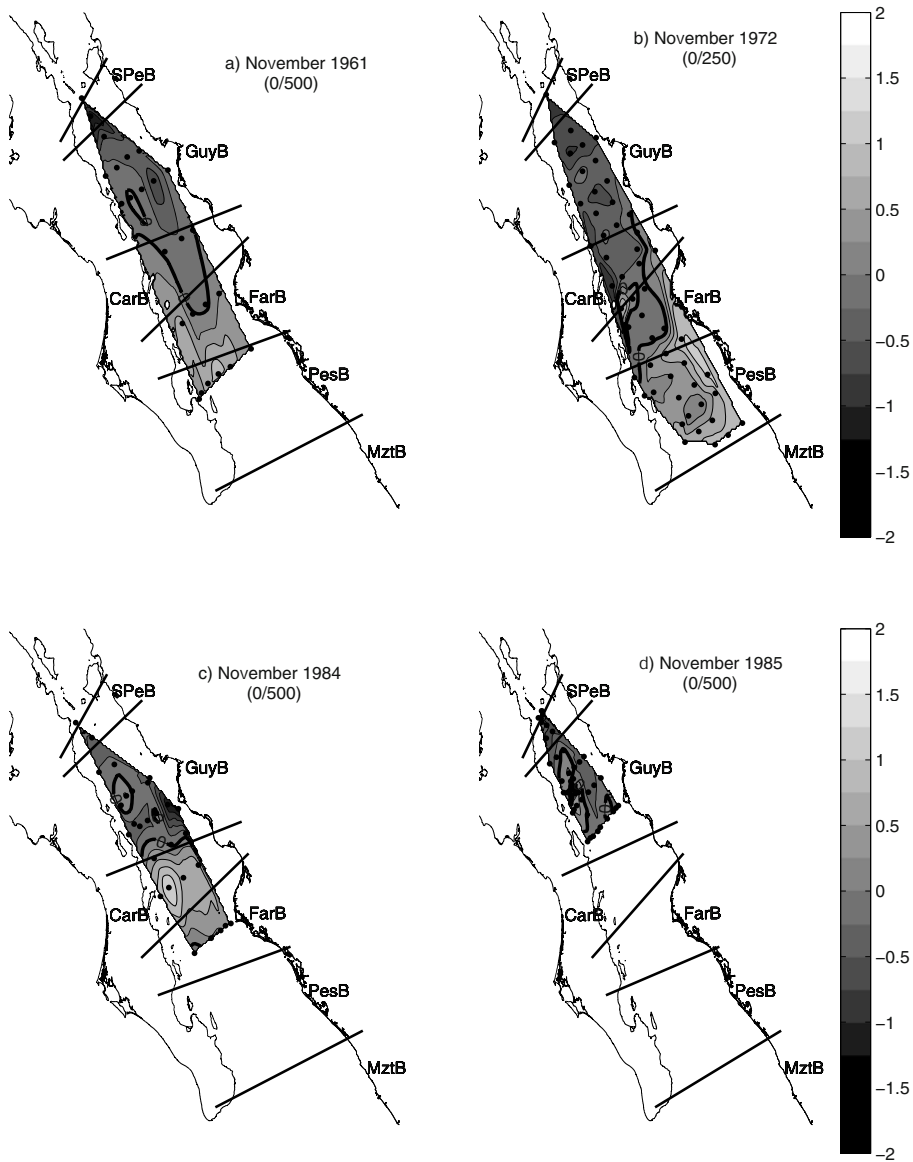 a) November 1961
(0/500)
SPeB
GuyB
CarB
FarB
PesB
MztB
b) November 1972
(0/250)
SPeB
GuyB
CarB
FarB
PesB
MztB
2
1.5
1
0.5
0
−0.5
−1
−1.5
−2
c) November 1984
(0/500)
SPeB
GuyB
CarB
FarB
PesB
MztB
d) November 1985
(0/500)
SPeB
GuyB
CarB
FarB
PesB
MztB
2
1.5
1
0.5
0
−0.5
−1
−1.5
−2